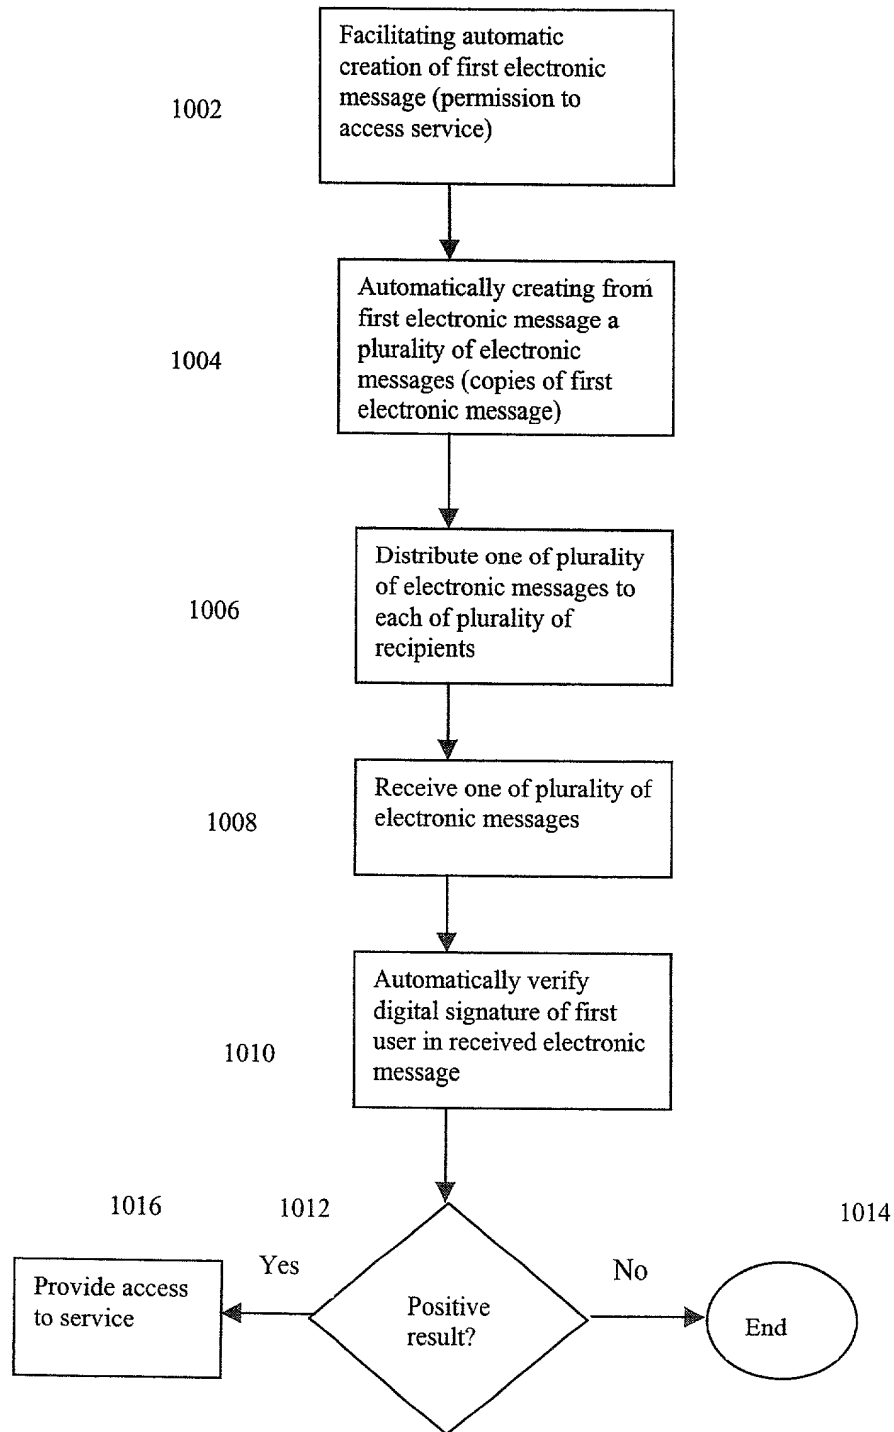 Facilitating automatic
creation of first electronic
message (permission to
access service)
1002
Automatically creating from
first electronic message a
plurality of electronic
messages (copies of first
electronic message)
1004
Distribute one of plurality
of electronic messages to
each of plurality of
recipients
1006
Receive one of plurality of
electronic messages
1008
Automatically verify
digital signature of first
user in received electronic
message
1010
1016
1012
1014
Yes
No
Provide access
to service
Positive
result?
End